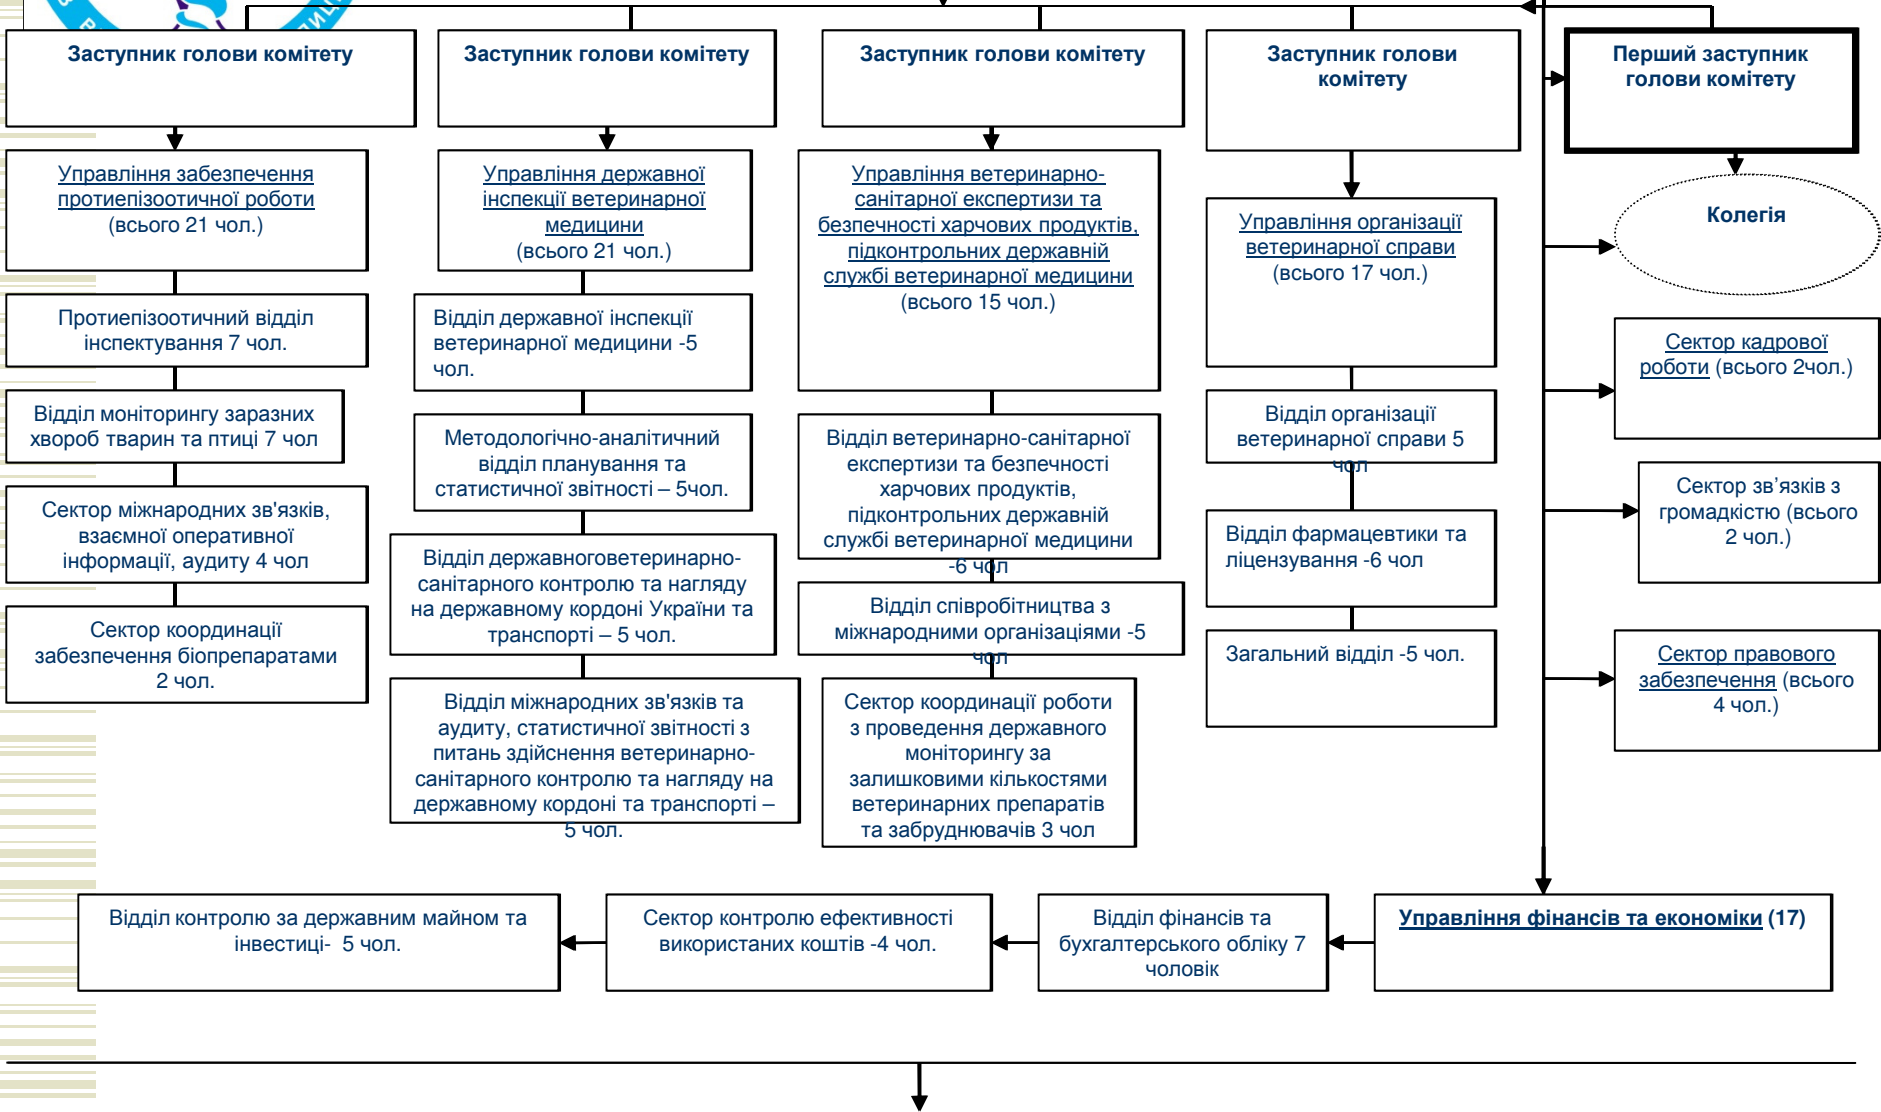 Заступник голови комітету
Заступник голови комітету
Заступник голови комітету
Заступник голови
комітету
Перший заступник
голови комітету
Управління забезпечення
протиепізоотичної роботи
(всього 21 чол.)
Протиепізоотичний відділ
інспектування 7 чол.
Відділ моніторингу заразних
хвороб тварин та птиці 7 чол
Сектор міжнародних зв'язків,
взаємної оперативної
інформації, аудиту 4 чол
Сектор координації
забезпечення біопрепаратами
2 чол.
Управління державної
інспекції ветеринарної
медицини
(всього 21 чол.)
Відділ державної інспекції
ветеринарної медицини -5
чол.
Методологічно-аналітичний
відділ планування та
статистичної звітності – 5чол.
Відділ державноговетеринарно-
санітарного контролю та нагляду
на державному кордоні України та
транспорті – 5 чол.
Відділ міжнародних зв'язків та
аудиту, статистичної звітності з
питань здійснення ветеринарно-
санітарного контролю та нагляду на
державному кордоні та транспорті –
5 чол.
Управління ветеринарно-
санітарної експертизи та
безпечності харчових продуктів,
підконтрольних державній
службі ветеринарної медицини
(всього 15 чол.)
Відділ ветеринарно-санітарної
експертизи та безпечності
харчових продуктів,
підконтрольних державній
службі ветеринарної медицини
-6 чол
Відділ співробітництва з
міжнародними організаціями -5
чол
Сектор координації роботи
з проведення державного
моніторингу за
залишковими кількостями
ветеринарних препаратів
та забруднювачів 3 чол
Управління організації
ветеринарної справи
(всього 17 чол.)
Відділ організації
ветеринарної справи 5
чол
Відділ фармацевтики та
ліцензування -6 чол
Загальний відділ -5 чол.
Колегія
Сектор кадрової
роботи (всього 2чол.)
Сектор зв’язків з
громадкістю (всього
2 чол.)
Сектор правового
забезпечення (всього
4 чол.)
Відділ контролю за державним майном та
інвестиці- 5 чол.
Сектор контролю ефективності
використаних коштів -4 чол.
Відділ фінансів та
бухгалтерського обліку 7
чоловік
Управління фінансів та економіки (17)